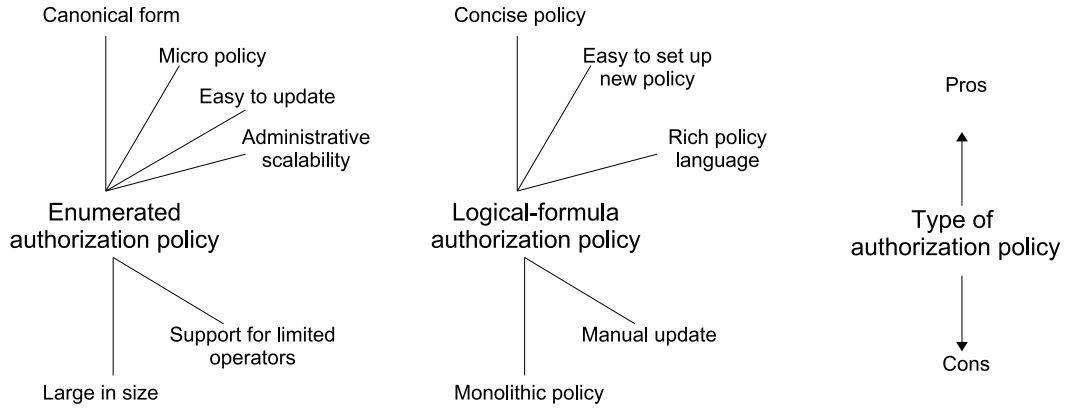 Canonical form
Micro policy
Easy to update
Administrative
scalability
Enumerated
authorization policy
Support for limited
operators
Large in size
Concise policy
Easy to set up
new policy
Rich policy
language
Logical-formula
authorization policy
Manual update
Monolithic policy
Pros
Type of
authorization policy
Cons